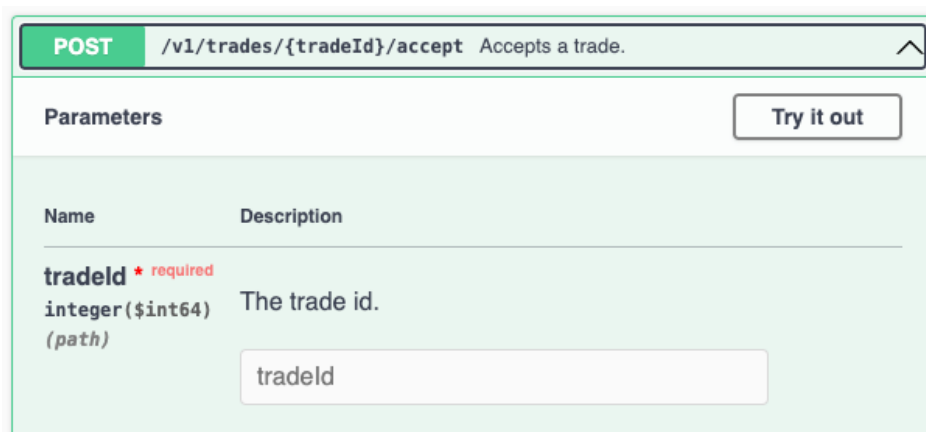 POST /v1/trades/{tradeId}/accept Accepts a trade.
Parameters
Try it out
Name Description
tradeId * required
integer($int64)
(path)
The trade id.
tradeId